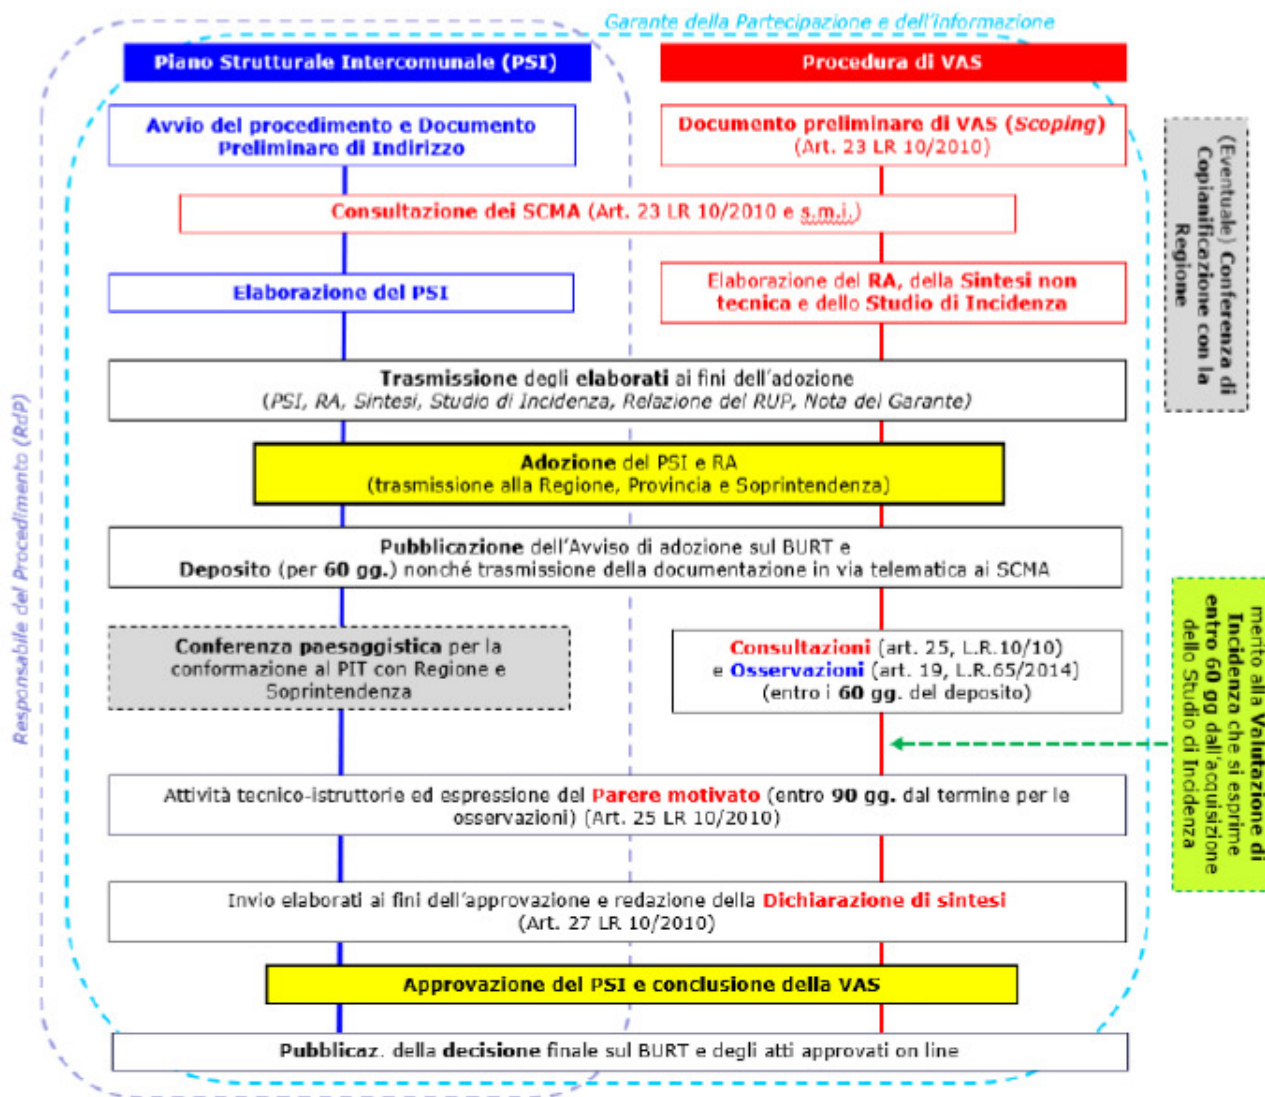 Garante della Partecipazione e dell'informazione
Piano Strutturale Intercomunale (PSI)
Procedura di VAS
Avvio del procedimento e Documento
Preliminare di Indirizzo
Documento preliminare di VAS (Scoping)
(Art. 23 LR 10/2010)
Consultazione dei SCMA (Art. 23 LR 10/2010 e s.m.i.)
Elaborazione del PSI
Elaborazione del RA, della Sintesi non
tecnica e dello Studio di Incidenza
(Eventuale) Conferenza di
Copianificazione con la
Regione
Trasmissione degli elaborati ai fini dell'adozione
(PSI, RA, Sintesi, Studio di Incidenza, Relazione del RUP, Nota del Garante)
Adozione del PSI e RA
(trasmissione alla Regione, Provincia e Soprintendenza)
Pubblicazione dell'Avviso di adozione sul BURT e
Deposito (per 60 gg.) nonché trasmissione della documentazione in via telematica ai SCMA
Responsabile del Procedimento (RdP)
Conferenza paesaggistica per la
conformazione al PIT con Regione e
Soprintendenza
Consultazioni (art. 25, L.R.10/10)
e Osservazioni (art. 19, L.R.65/2014)
(entro i 60 gg. del deposito)
merito alla Valutazione di
Incidenza che si esprime
entro 60 gg dall'acquisizione
dello Studio di Incidenza
Attività tecnico-istruttorie ed espressione del Parere motivato (entro 90 gg. dal termine per le
osservazioni) (Art. 25 LR 10/2010)
Invio elaborati ai fini dell'approvazione e redazione della Dichiarazione di sintesi
(Art. 27 LR 10/2010)
Approvazione del PSI e conclusione della VAS
Pubblicaz. della decisione finale sul BURT e degli atti approvati on line